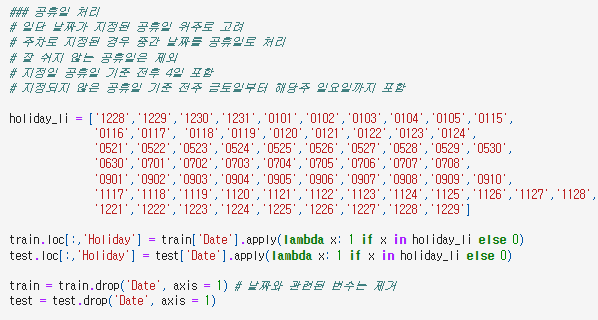 ### 공휴일 처리
# 일단 날짜가 지정된 공휴일 위주로 고려
# 주차로 지정된 경우 중간 날짜를 공휴일로 처리
# 잘 쉬지 않는 공휴일은 제외
# 지정일 공휴일 기준 전후 4일 포함
# 지정되지 않은 공휴일 기준 전주 금토일부터 해당주 일요일까지 포함
holiday_li = ['1228','1229','1230','1231','0101','0102','0103','0104','0105','0115',
'0116','0117', '0118','0119','0120','0121','0122','0123','0124',
'0521','0522','0523','0524','0525','0526','0527','0528','0529','0530',
'0630','0701','0702','0703','0704','0705','0706','0707','0708',
'0901','0902','0903','0904','0905','0906','0907','0908','0909','0910',
'1117','1118','1119','1120','1121','1122','1123','1124','1125','1126','1127','1128',
'1221','1222','1223','1224','1225','1226','1227','1228','1229']
train.loc[:,'Holiday'] = train['Date'].apply(lambda x: 1 if x in holiday_li else 0)
test.loc[:,'Holiday'] = test['Date'].apply(lambda x: 1 if x in holiday_li else 0)
train = train.drop('Date', axis = 1) # 날짜와 관련된 변수는 제거
test = test.drop('Date', axis = 1)